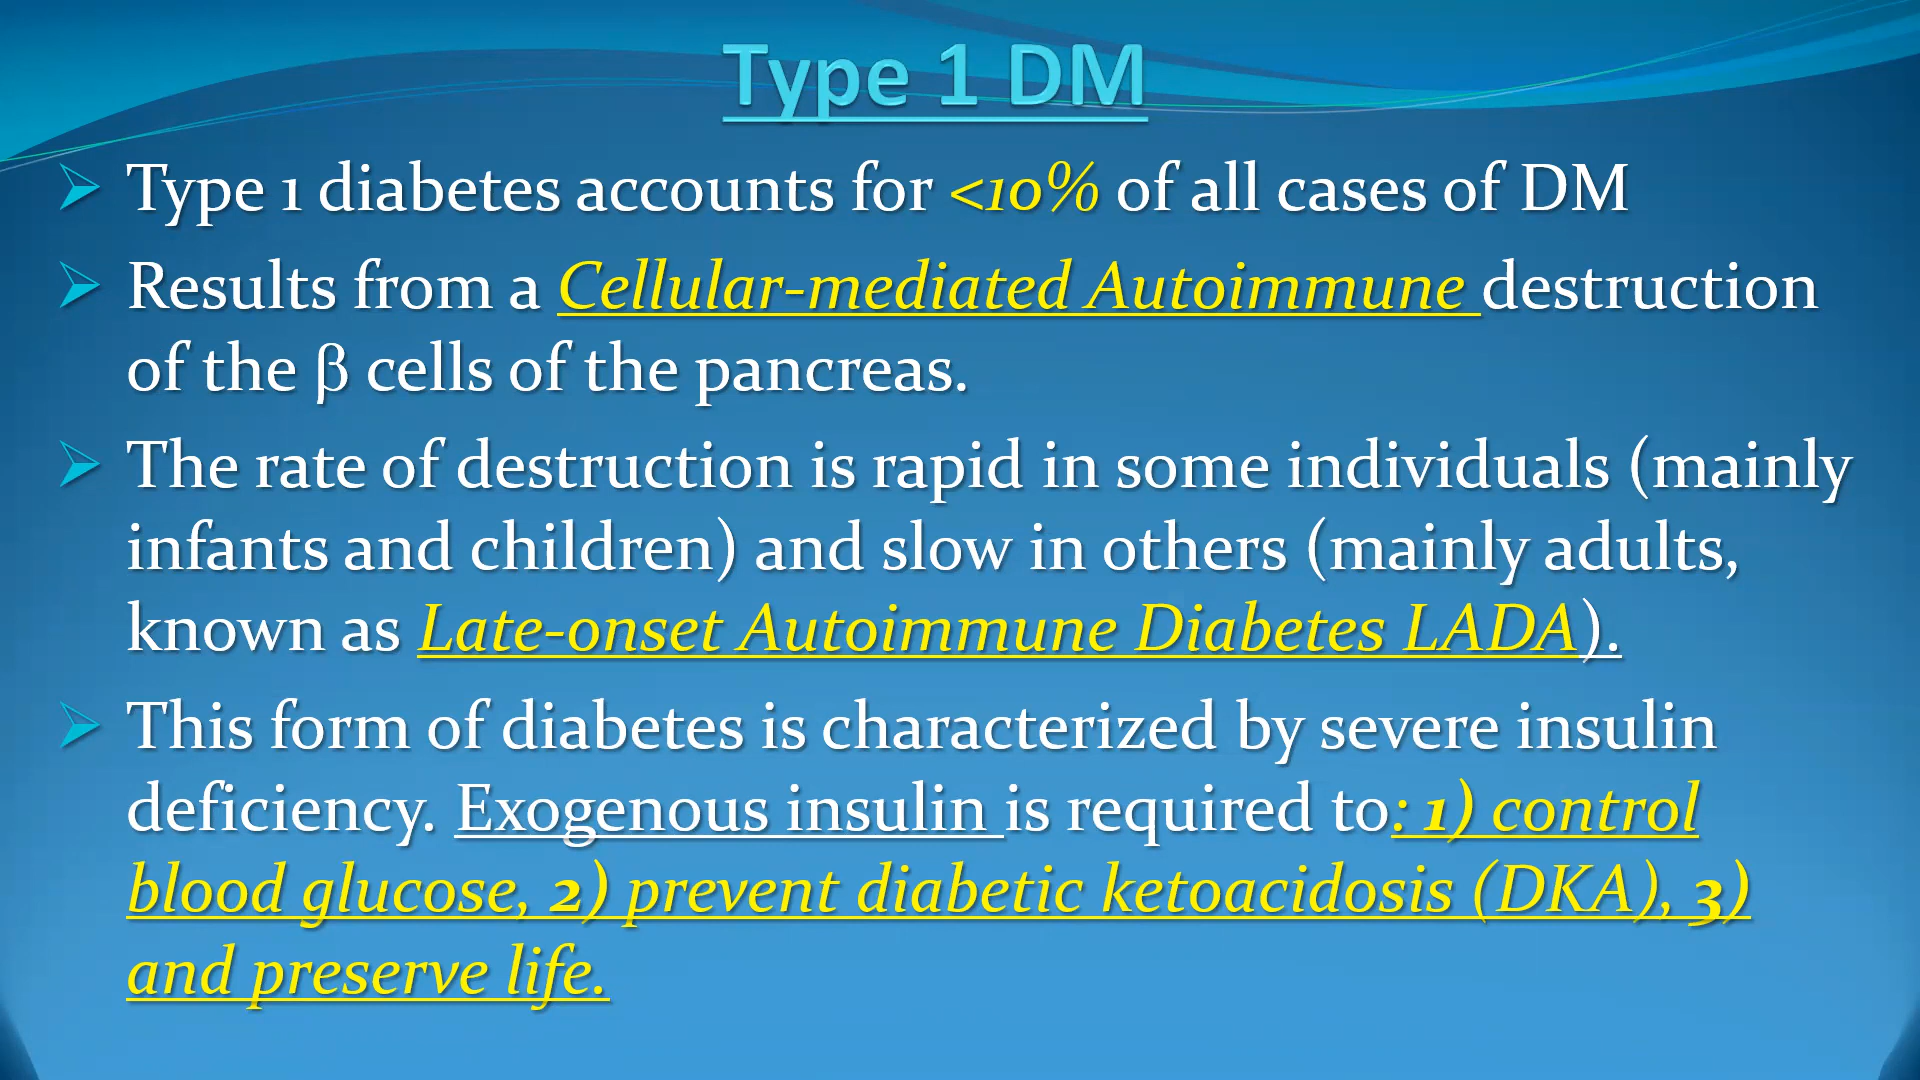 Type 1 DM
Type 1 diabetes accounts for <10% of all cases of DM
Results from a Cellular-mediated Autoimmune destruction
of the β cells of the pancreas.
The rate of destruction is rapid in some individuals (mainly
infants and children) and slow in others (mainly adults,
known as Late-onset Autoimmune Diabetes LADA).
This form of diabetes is characterized by severe insulin
deficiency. Exogenous insulin is required to: 1) control
blood glucose, 2) prevent diabetic ketoacidosis (DKA), 3)
and preserve life.